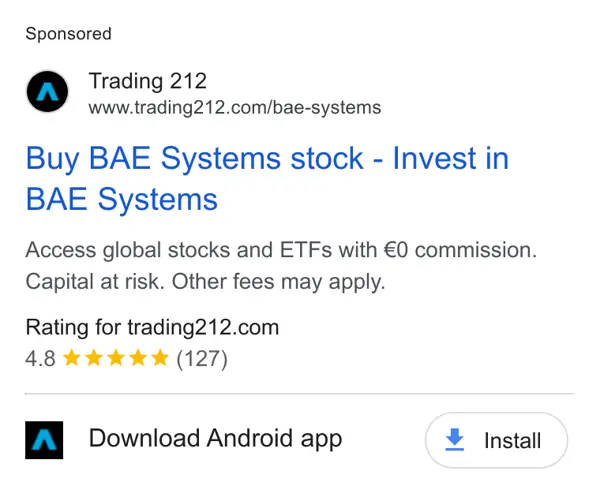 Sponsored
Trading 212
www.trading212.com/bae-systems
Buy BAE Systems stock - Invest in
BAE Systems
Access global stocks and ETFs with €0 commission.
Capital at risk. Other fees may apply.
Rating for trading212.com
4.8 ★★★★★ (127)
Download Android app
Install